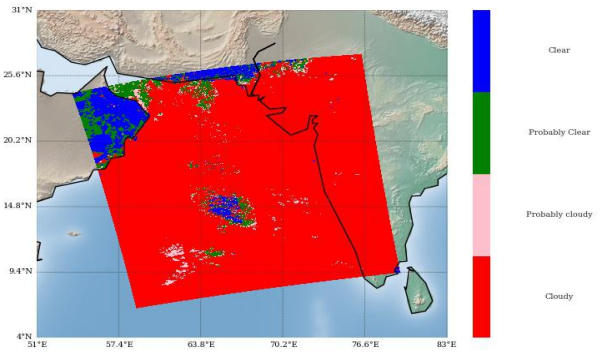 31°N
25.6°N
20.2°N
14.8°N
9.4°N
4°N
51°E 57.4°E 63.8°E 70.2°E 76.6°E 83°E
Clear
Probably Clear
Probably cloudy
Cloudy